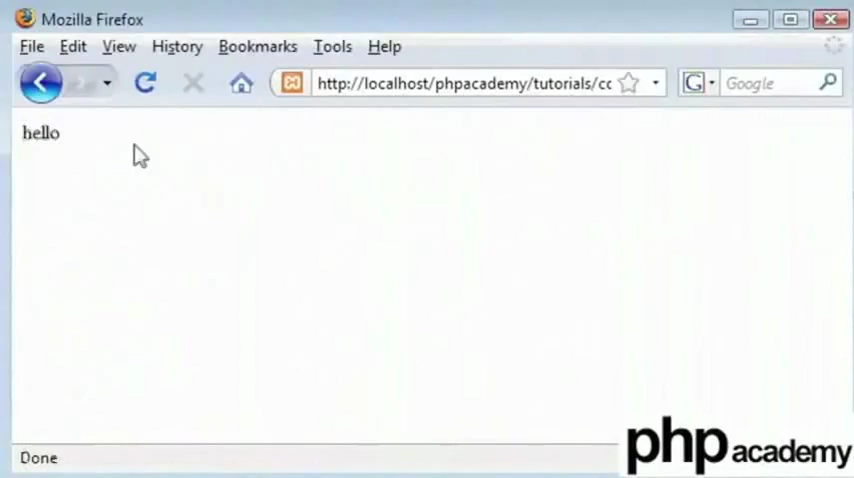 Mozilla Firefox
File Edit View History Bookmarks Tools Help
http://localhost/phpacademy/tutorials/cc G Google
hello
Done
php academy